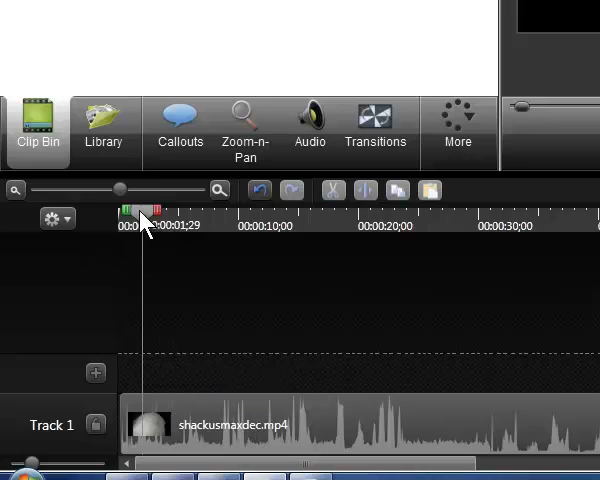 Clip Bin
Library
Callouts
Zoom-n-
Pan
Audio
Transitions
More
00:00:01;29
00:00:10;00
00:00:20;00
00:00:30;00
Track 1
shackusmaxdec.mp4